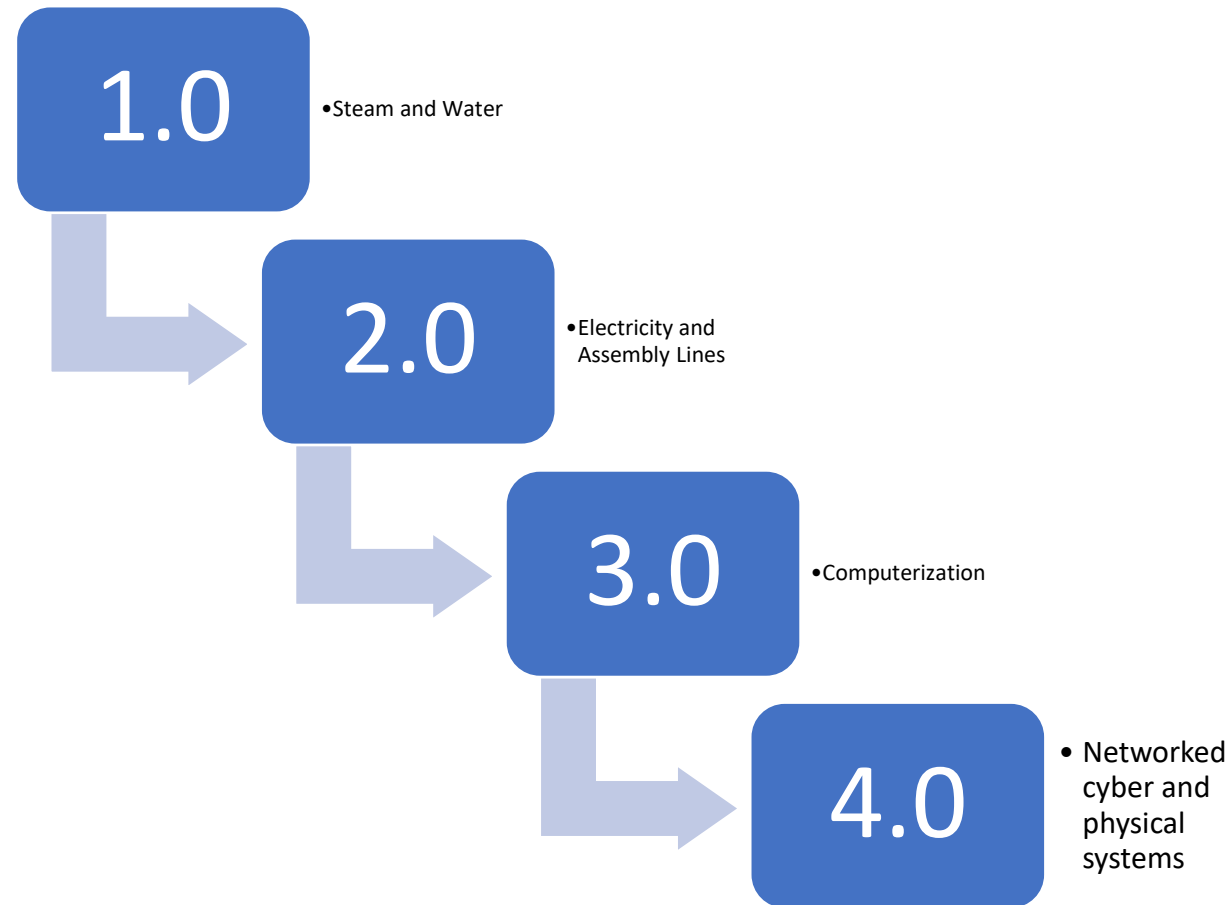 1.0
•Steam and Water
2.0
•Electricity and
Assembly Lines
3.0
•Computerization
4.0
• Networked
cyber and
physical
systems